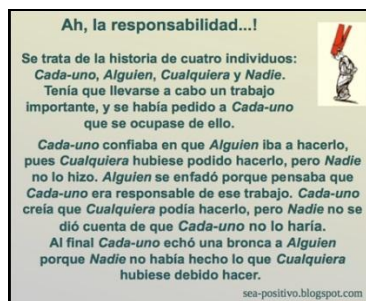 Ah, la responsabilidad...!
Se trata de la historia de cuatro individuos:
Cada-uno, Alguien, Cualquiera y Nadie.
Tenía que llevarse a cabo un trabajo
importante, y se había pedido a Cada-uno
que se ocupase de ello.
Cada-uno confiaba en que Alguien iba a hacerlo,
pues Cualquiera hubiese podido hacerlo, pero Nadie
no lo hizo. Alguien se enfadó porque pensaba que
Cada-uno era responsable de ese trabajo. Cada-uno
creía que Cualquiera podía hacerlo, pero Nadie no se
dió cuenta de que Cada-uno no lo haría.
Al final Cada-uno echó una bronca a Alguien
porque Nadie no había hecho lo que Cualquiera
hubiese debido hacer.
sea-positivo.blogspot.com